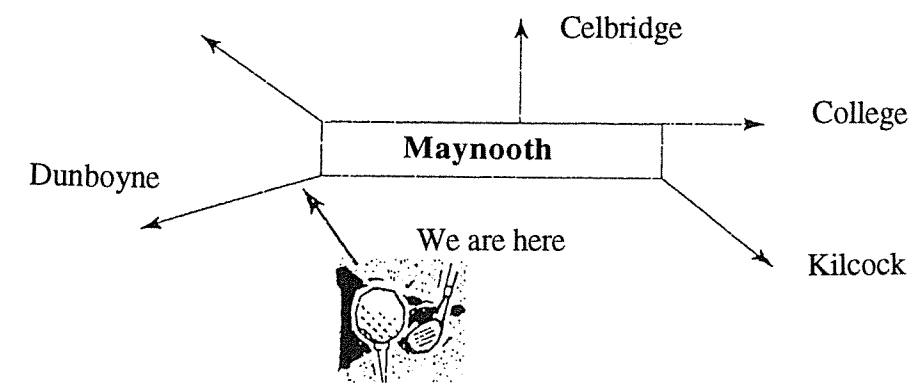 Celbridge
College
Maynooth
Dunboyne
We are here
Kilcock